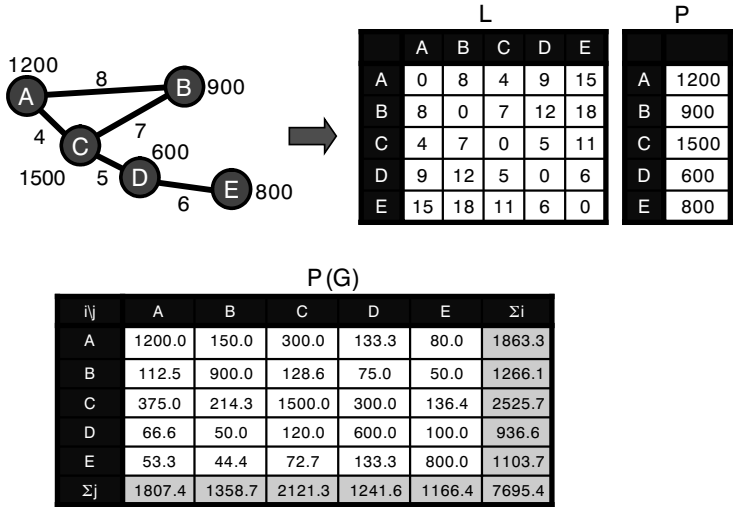 L
P
A B C D E
A 0 8 4 9 15
B 8 0 7 12 18
C 4 7 0 5 11
D 9 12 5 0 6
E 15 18 11 6 0
A 1200
B 900
C 1500
D 600
E 800
1200
A
8
B
900
4
7
C
1500
5
600
D
6
E
800
P (G)
i\j A B C D E Σi
A 1200.0 150.0 300.0 133.3 80.0 1863.3
B 112.5 900.0 128.6 75.0 50.0 1266.1
C 375.0 214.3 1500.0 300.0 136.4 2525.7
D 66.6 50.0 120.0 600.0 100.0 936.6
E 53.3 44.4 72.7 133.3 800.0 1103.7
Σj 1807.4 1358.7 2121.3 1241.6 1166.4 7695.4